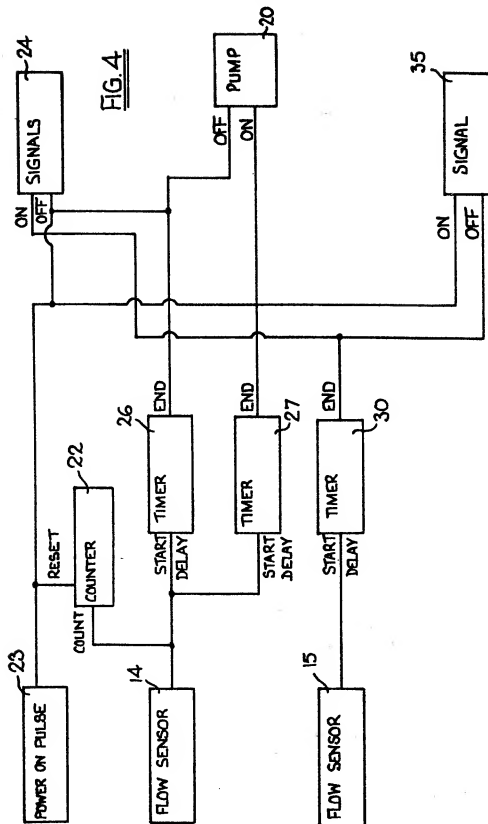 FIG. 4
23
POWER ON PULSE
RESET
22
COUNT
COUNTER
14
FLOW SENSOR
START
DELAY
TIMER
26
END
START
DELAY
TIMER
27
END
15
FLOW SENSOR
START
DELAY
TIMER
30
END
24
ON
OFF
SIGNALS
20
OFF
ON
PUMP
35
ON
OFF
SIGNAL